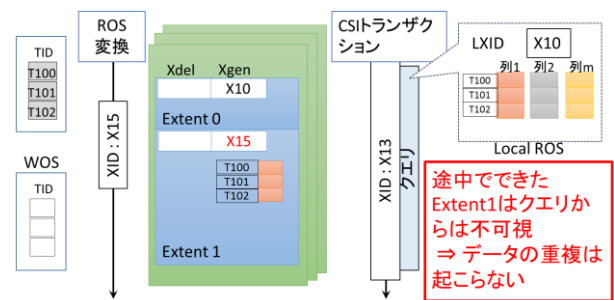 TID
T100
T101
T102
WOS
TID
ROS
変換
XID : X15
Xdel Xgen
X10
Extent 0
X15
T100
T101
T102
Extent 1
CSIトランザク
ション
XID : X13
クエリ
LXID X10
列1 列2 列m
T100
T101
T102
Local ROS
途中でできた
Extent1はクエリか
らは不可視
⇒ データの重複は
起こらない